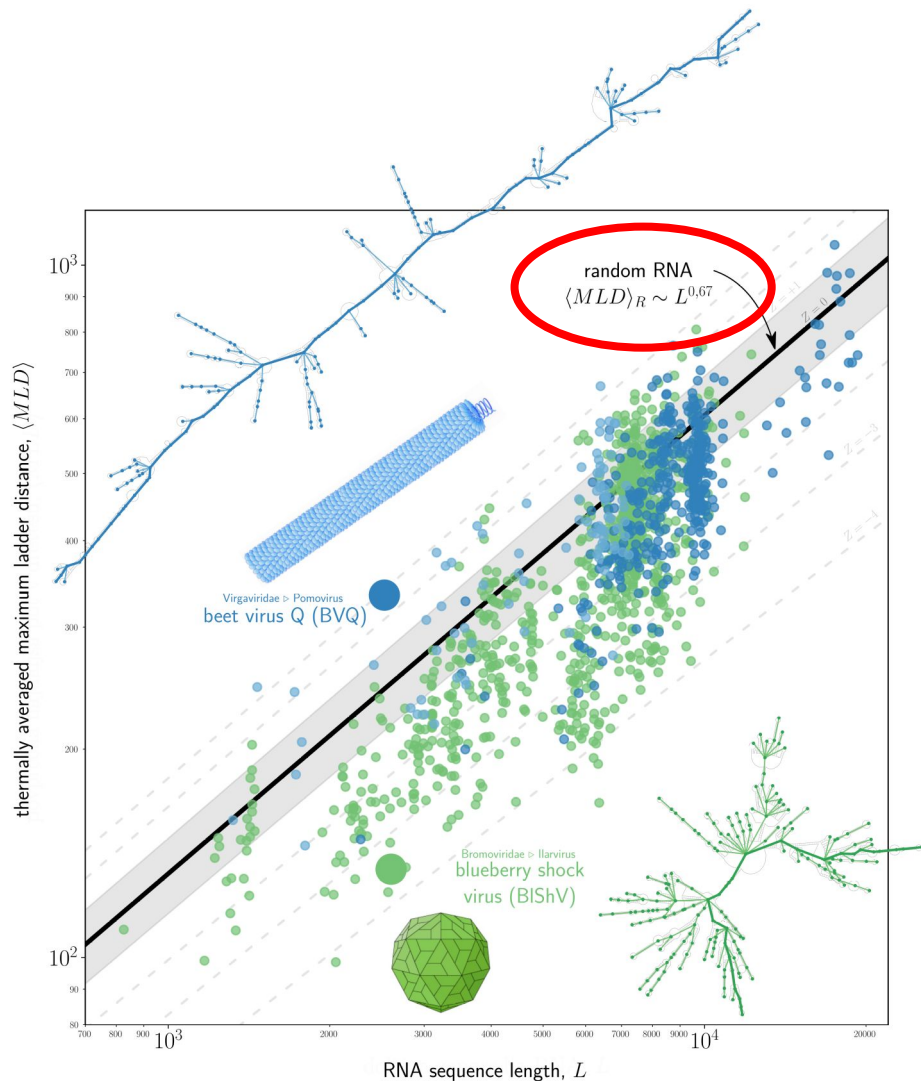 random RNA
⟨MLD⟩_R ∼ L^{0,67}
Z = 0
Z = -3
Z = -4
Virgaviridae ▹ Pomovirus
beet virus Q (BVQ)
Bromoviridae ▹ Ilarvirus
blueberry shock
virus (BlShV)
thermally averaged maximum ladder distance, ⟨MLD⟩
10^3
900
800
700
600
500
400
300
200
10^2
90
80
700
800
900
10^3
2000
3000
4000
5000
6000
7000
8000
9000
10^4
20000
RNA sequence length, L